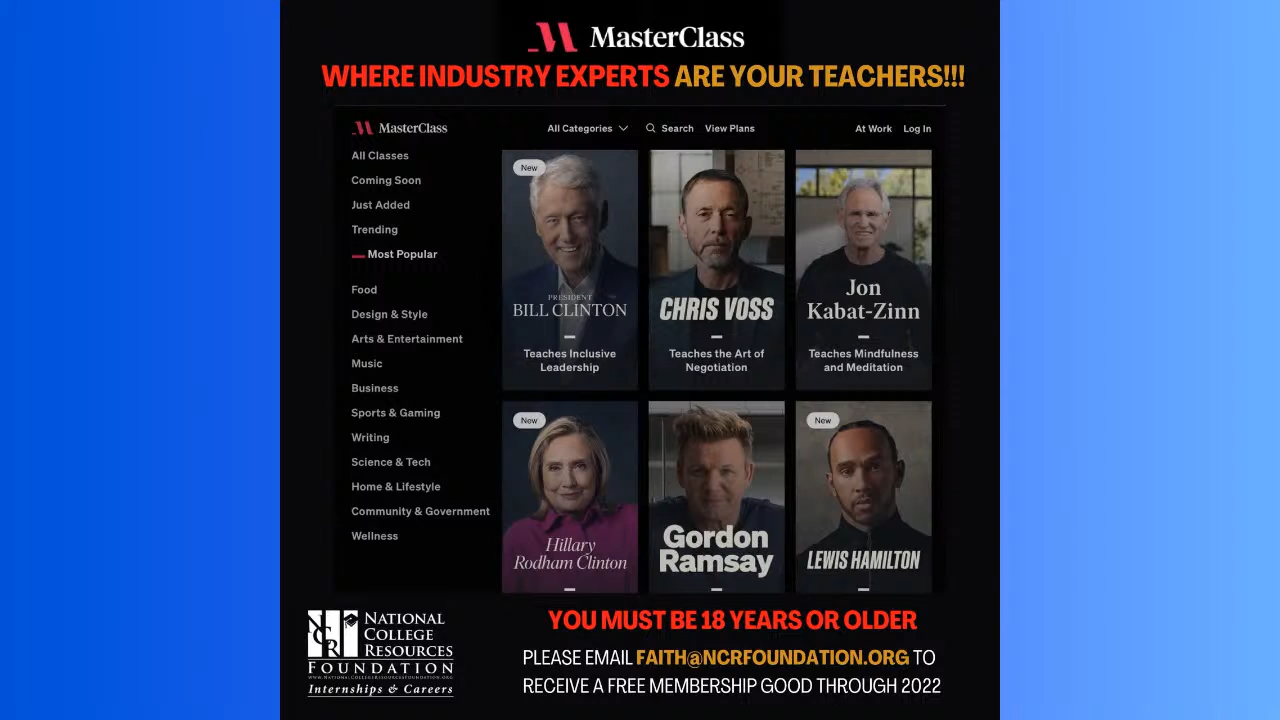 MasterClass
WHERE INDUSTRY EXPERTS ARE YOUR TEACHERS!!!
MasterClass
All Categories
Search
View Plans
At Work
Log In
All Classes
Coming Soon
Just Added
Trending
Most Popular
Food
Design & Style
Arts & Entertainment
Music
Business
Sports & Gaming
Writing
Science & Tech
Home & Lifestyle
Community & Government
Wellness
New
PRESIDENT
BILL CLINTON
Teaches Inclusive
Leadership
CHRIS VOSS
Teaches the Art of
Negotiation
Jon
Kabat-Zinn
Teaches Mindfulness
and Meditation
New
Hillary
Rodham Clinton
Gordon
Ramsay
New
LEWIS HAMILTON
NCR
NATIONAL
COLLEGE
RESOURCES
FOUNDATION
WWW.NATIONALCOLLEGERESOURCESFOUNDATION.ORG
Internships & Careers
YOU MUST BE 18 YEARS OR OLDER
PLEASE EMAIL FAITH@NCRFOUNDATION.ORG TO
RECEIVE A FREE MEMBERSHIP GOOD THROUGH 2022